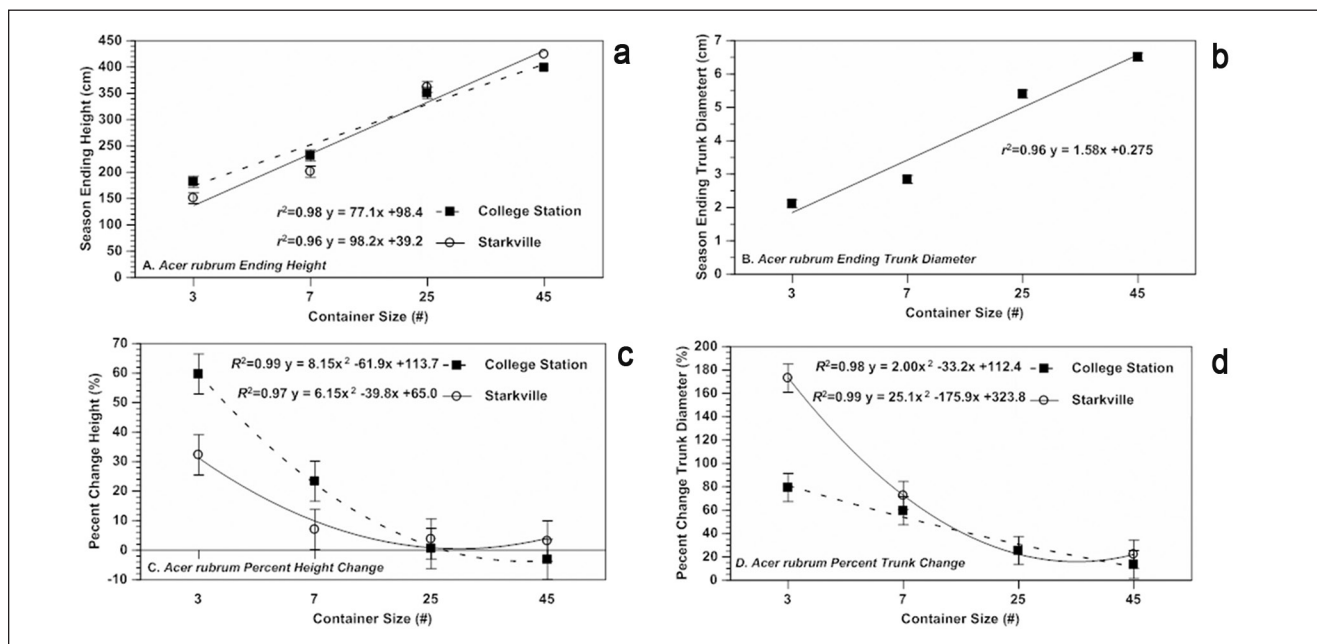 a
Season Ending Height (cm)
450
400
350
300
250
200
150
100
50
0
r²=0.98 y = 77.1x +98.4
College Station
r²=0.96 y = 98.2x +39.2
Starkville
A. Acer rubrum Ending Height
3 7 25 45
Container Size (#)
b
Season Ending Trunk Diametert (cm)
7
6
5
4
3
2
1
0
r²=0.96 y = 1.58x +0.275
B. Acer rubrum Ending Trunk Diameter
3 7 25 45
Container Size (#)
c
Pecent Change Height (%)
70
60
50
40
30
20
10
0
-10
R²=0.99 y = 8.15x² -61.9x +113.7
College Station
R²=0.97 y = 6.15x² -39.8x +65.0
Starkville
C. Acer rubrum Percent Height Change
3 7 25 45
Container Size (#)
d
Pecent Change Trunk Diameter (%)
200
180
160
140
120
100
80
60
40
20
0
R²=0.98 y = 2.00x² -33.2x +112.4
College Station
R²=0.99 y = 25.1x² -175.9x +323.8
Starkville
D. Acer rubrum Percent Trunk Change
3 7 25 45
Container Size (#)